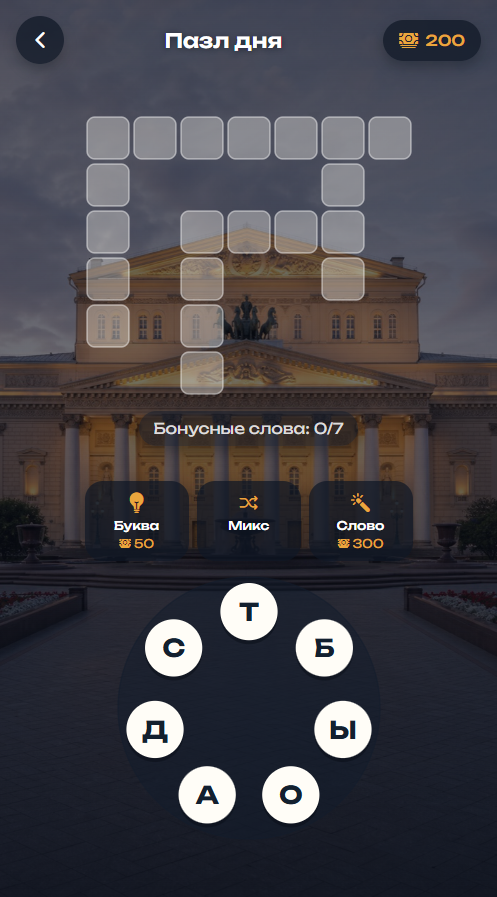 Пазл дня
200
Бонусные слова: 0/7
Буква
Микс
Слово
50
300
Т
С
Б
Д
Ы
А
О